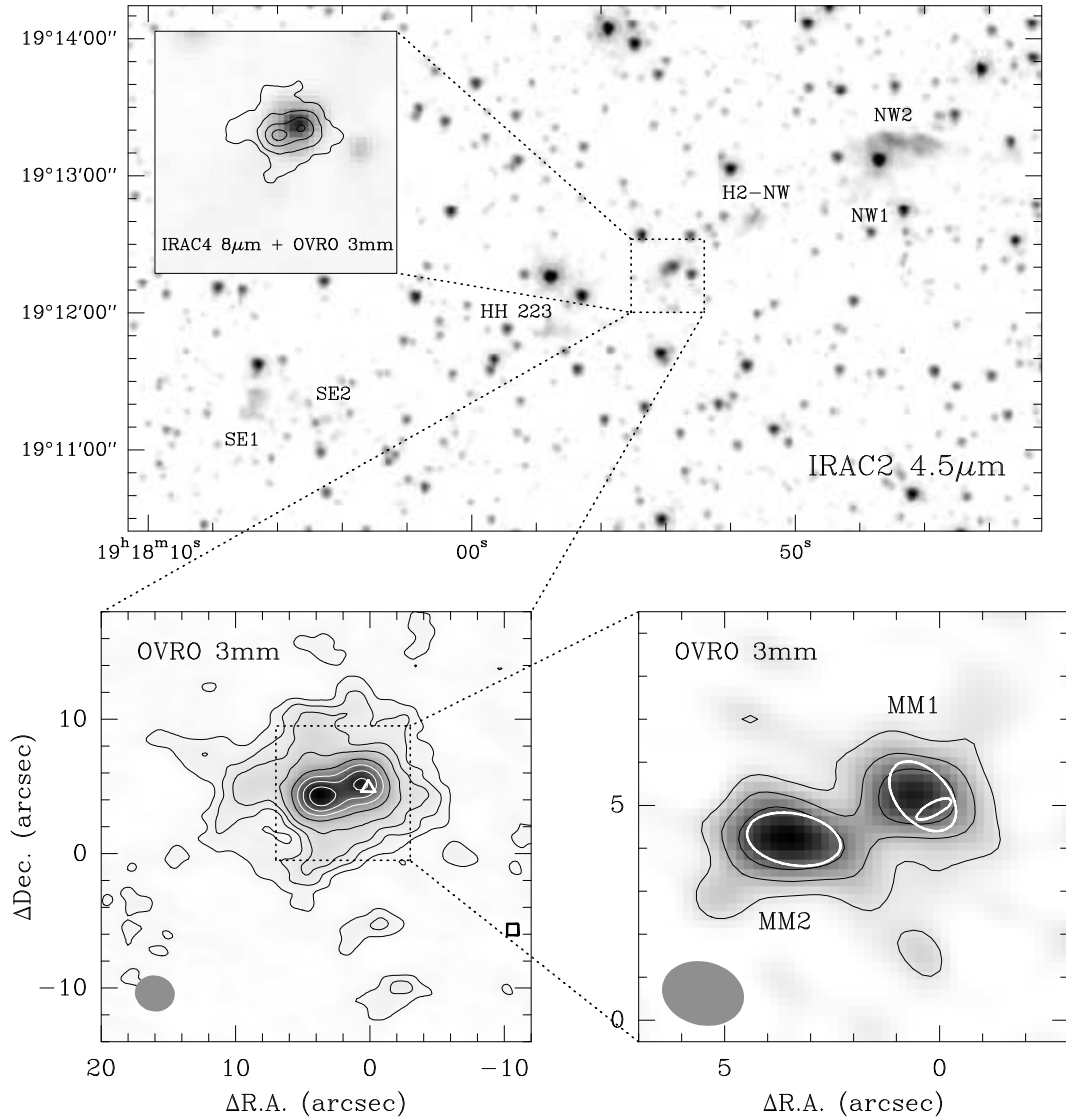 19°14′00″
19°13′00″
19°12′00″
19°11′00″
IRAC4 8μm + OVRO 3mm
NW2
H2−NW
NW1
HH 223
SE2
SE1
IRAC2 4.5μm
19ʰ18ᵐ10ˢ 00ˢ 50ˢ
OVRO 3mm
10
0
−10
20 10 0 −10
ΔDec. (arcsec)
ΔR.A. (arcsec)
OVRO 3mm
MM1
MM2
5
0
5 0
ΔR.A. (arcsec)